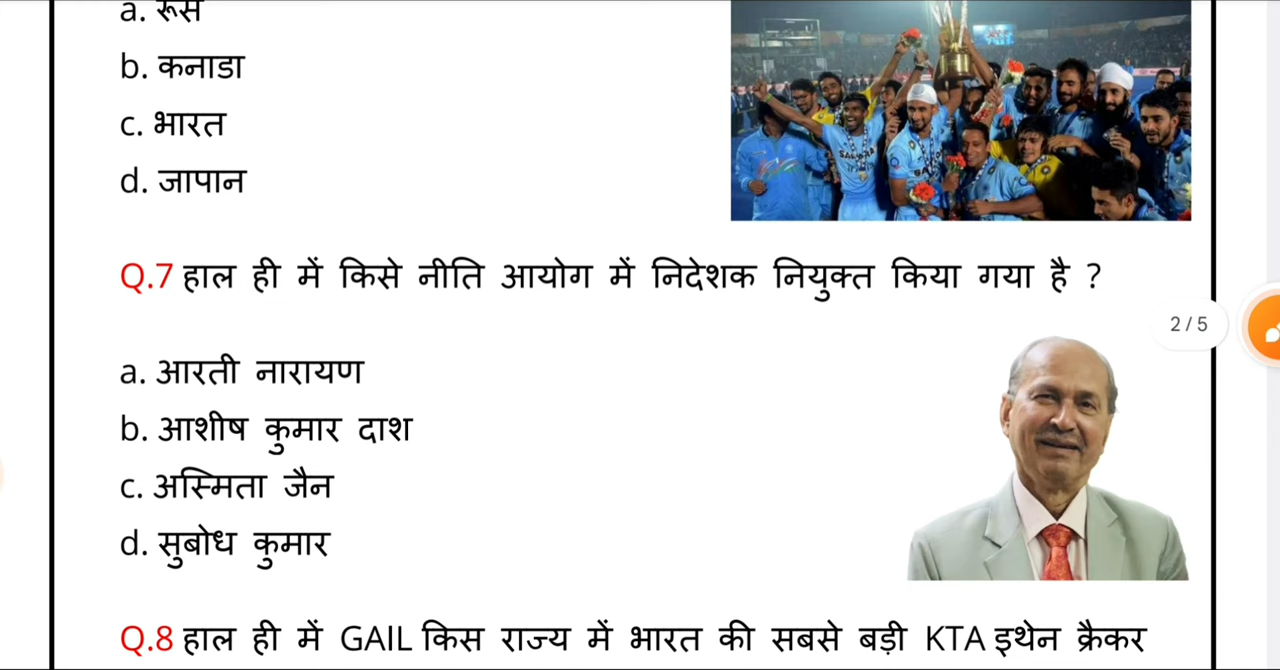 a. रूस
b. कनाडा
c. भारत
d. जापान
Q.7 हाल ही में किसे नीति आयोग में निदेशक नियुक्त किया गया है ?
2 / 5
a. आरती नारायण
b. आशीष कुमार दाश
c. अस्मिता जैन
d. सुबोध कुमार
Q.8 हाल ही में GAIL किस राज्य में भारत की सबसे बड़ी KTA इथेन क्रैकर